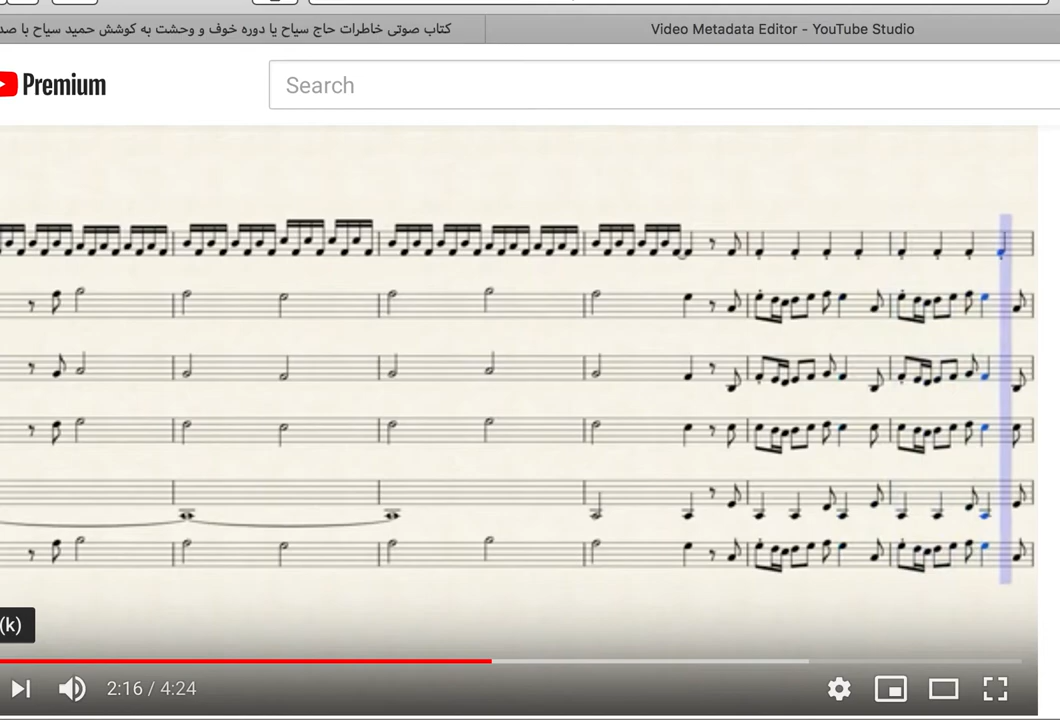 کتاب صوتی خاطرات حاج سیاح یا دوره خوف و وحشت به کوشش حمید سیاح با صد
Video Metadata Editor - YouTube Studio
Premium
Search
(k)
2:16 / 4:24